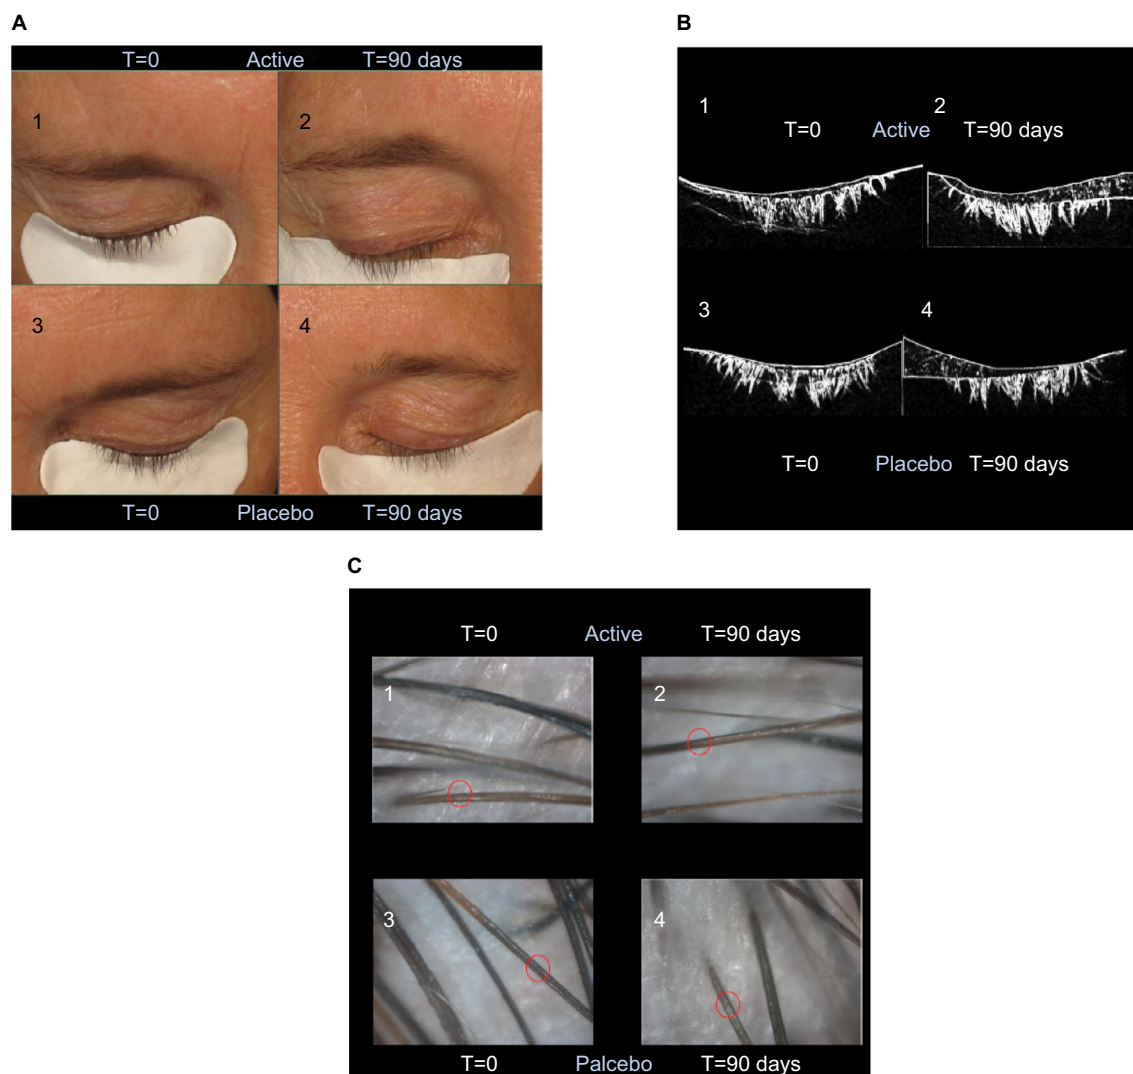 A
T=0 Active T=90 days
1
2
3
4
T=0 Placebo T=90 days
B
1
2
T=0 Active T=90 days
3
4
T=0 Placebo T=90 days
C
T=0 Active T=90 days
1
2
3
4
T=0 Palcebo T=90 days